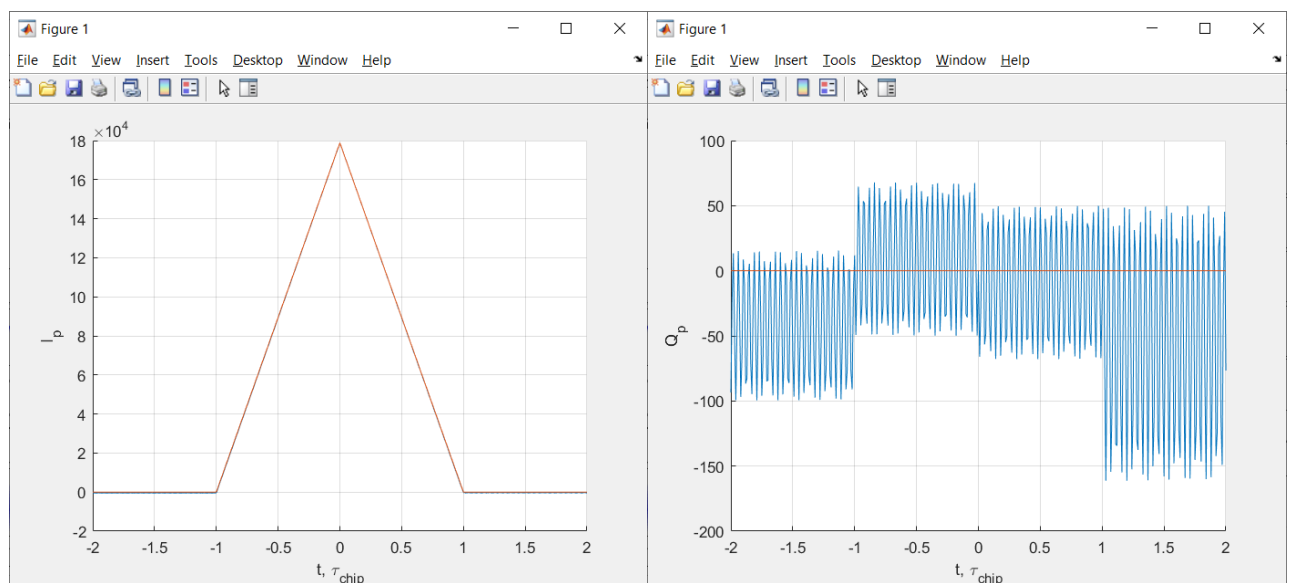 Figure 1
File Edit View Insert Tools Desktop Window Help
×10⁴
18
16
14
12
10
8
6
4
2
0
-2
I_p
-2 -1.5 -1 -0.5 0 0.5 1 1.5 2
t, τ_chip
Figure 1
File Edit View Insert Tools Desktop Window Help
100
50
0
-50
-100
-150
-200
Q_p
-2 -1.5 -1 -0.5 0 0.5 1 1.5 2
t, τ_chip